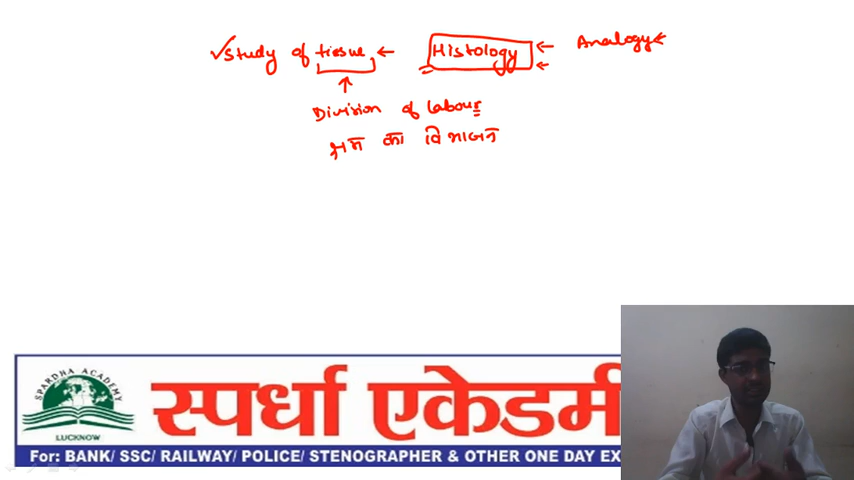 ✓Study of tissue ← Histology ← Analogy←
Division of labour
श्रम का विभाजन
SPARDHA ACADEMY
LUCKNOW
स्पर्धा एकेडमी
For: BANK/ SSC/ RAILWAY/ POLICE/ STENOGRAPHER & OTHER ONE DAY EX